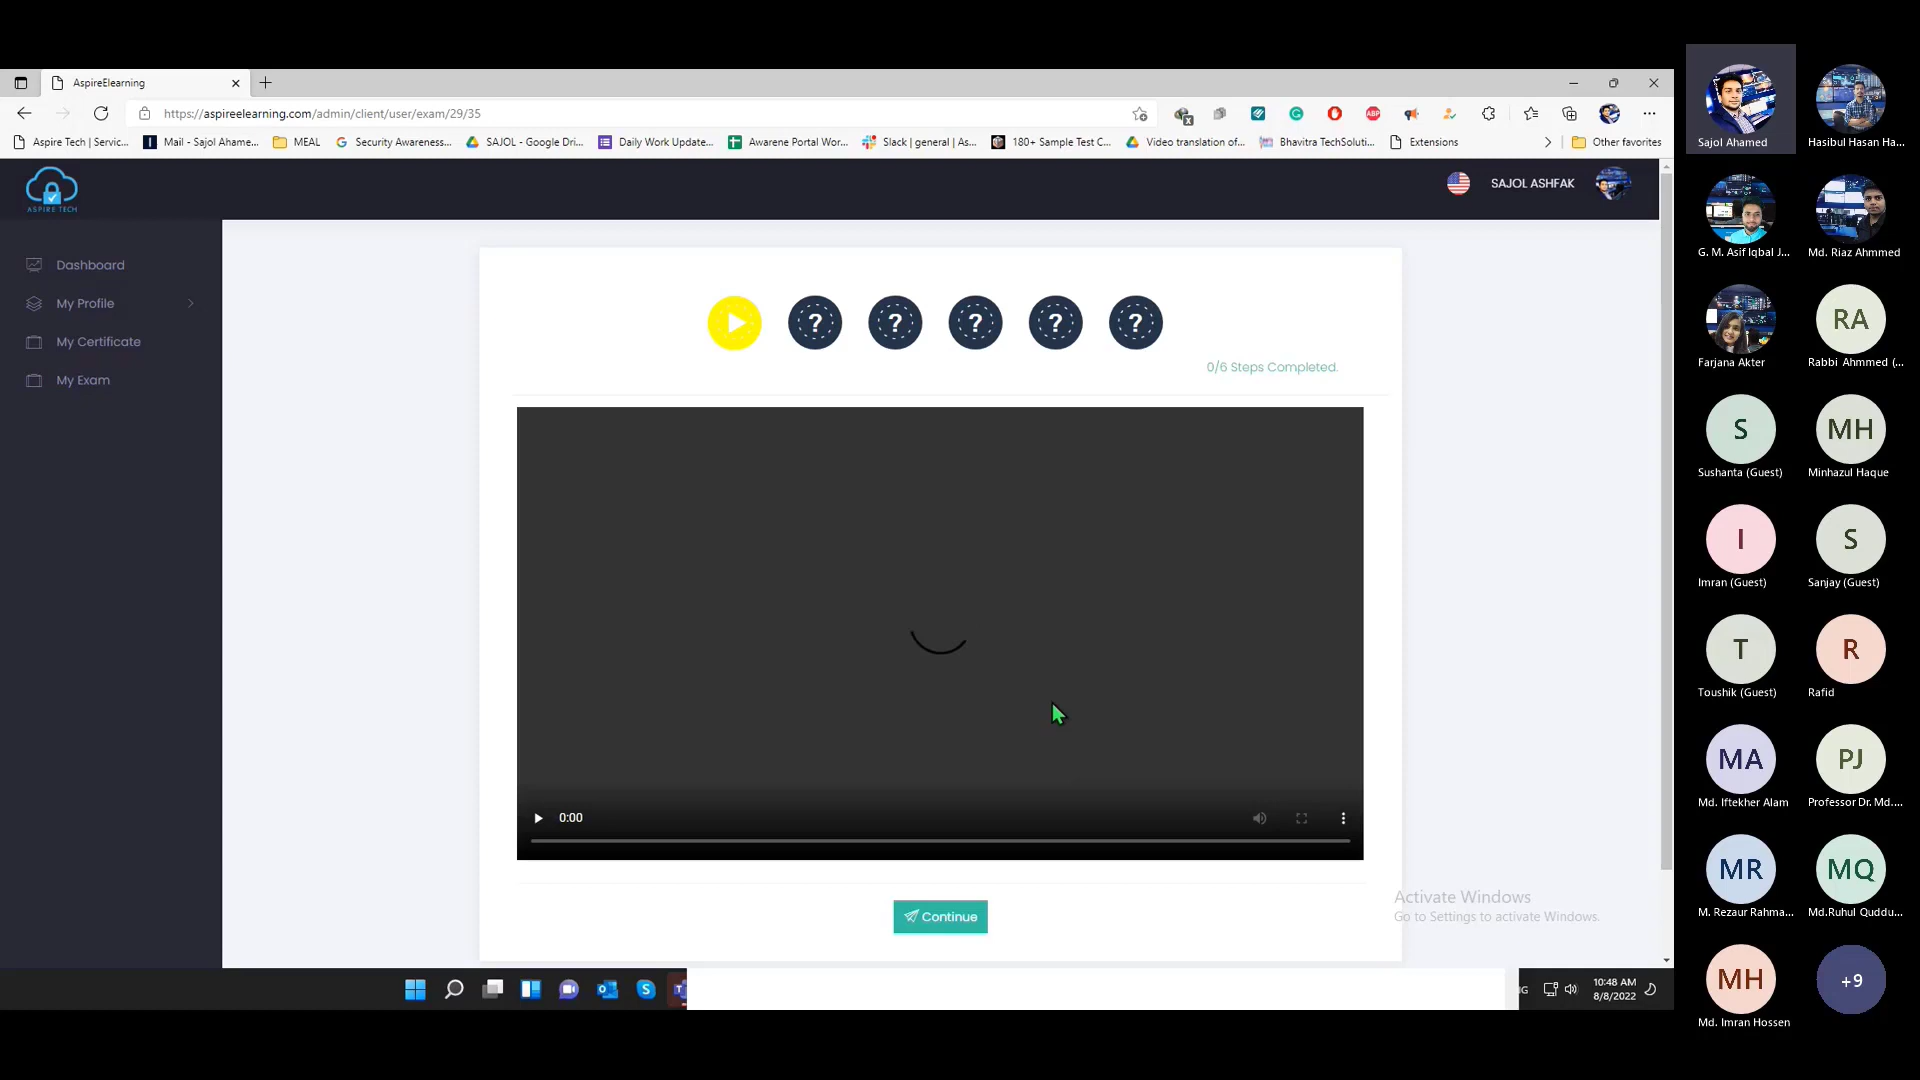 AspireElearning
https://aspireelearning.com/admin/client/user/exam/29/35
Aspire Tech | Servic...
Mail - Sajol Ahame...
MEAL
Security Awareness...
SAJOL - Google Dri...
Daily Work Update...
Awarene Portal Wor...
Slack | general | As...
180+ Sample Test C...
Video translation of...
Bhavitra TechSoluti...
Extensions
Other favorites
ABP
ASPIRE TECH
SAJOL ASHFAK
Dashboard
My Profile
My Certificate
My Exam
? ? ? ? ?
0/6 Steps Completed.
0:00
Continue
Activate Windows
Go to Settings to activate Windows.
10:48 AM
8/8/2022
Sajol Ahamed
Hasibul Hasan Ha...
G. M. Asif Iqbal J...
Md. Riaz Ahmmed
Farjana Akter
RA
Rabbi Ahmmed (...
S
Sushanta (Guest)
MH
Minhazul Haque
I
Imran (Guest)
S
Sanjay (Guest)
T
Toushik (Guest)
R
Rafid
MA
Md. Iftekher Alam
PJ
Professor Dr. Md....
MR
M. Rezaur Rahma...
MQ
Md.Ruhul Quddu...
MH
Md. Imran Hossen
+9